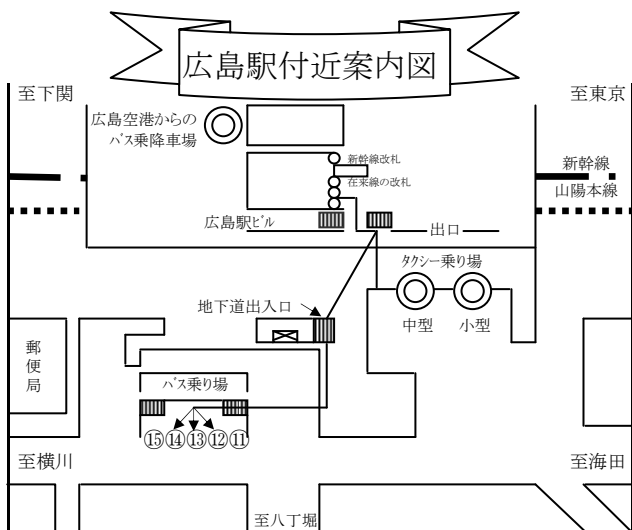 広島駅付近案内図
至下関
至東京
広島空港からの
バス乗降車場
新幹線改札
在来線の改札
新幹線
山陽本線
広島駅ビル
出口
タクシー乗り場
地下道出入口
中型
小型
郵便局
バス乗り場
⑮⑭⑬⑫⑪
至横川
至海田
至八丁堀